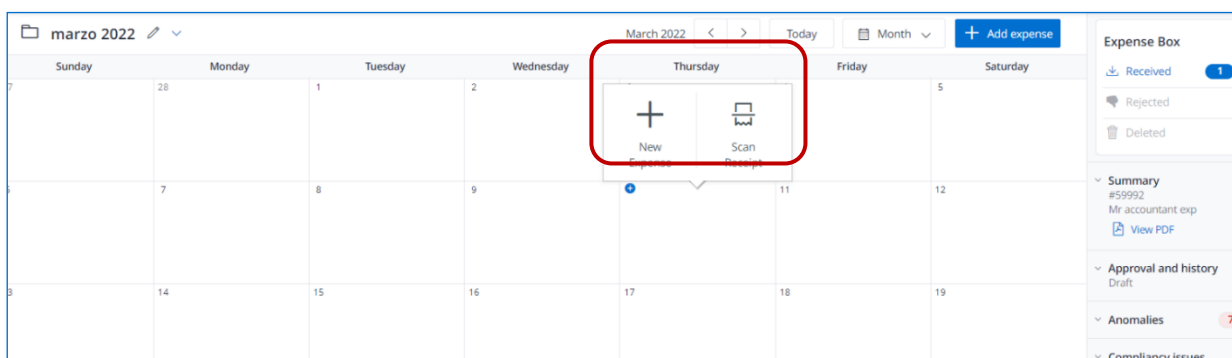 marzo 2022
March 2022
Today
Month
Add expense
Sunday Monday Tuesday Wednesday Thursday Friday Saturday
28 1 2 5
New Expense
Scan Receipt
7 8 9 11 12
14 15 16 17 18 19
Expense Box
Received 1
Rejected
Deleted
Summary
#59992
Mr accountant exp
View PDF
Approval and history
Draft
Anomalies 7
Compliancy issues